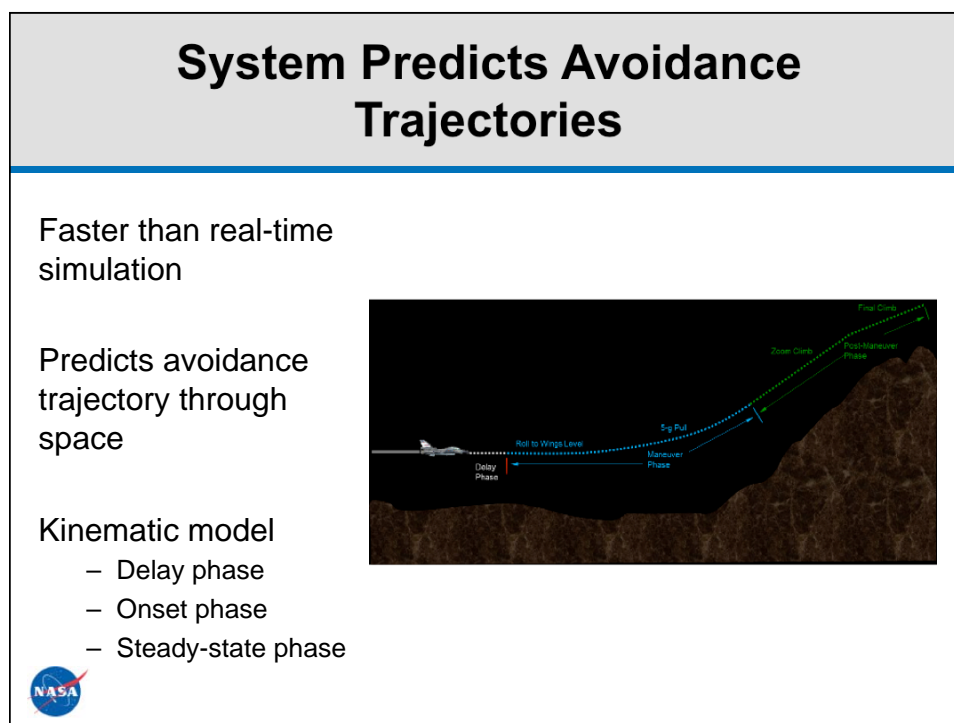 System Predicts Avoidance
Trajectories
Faster than real-time
simulation
Predicts avoidance
trajectory through
space
Kinematic model
– Delay phase
– Onset phase
– Steady-state phase
Final Climb
Zoom Climb
Post-Maneuver
Phase
5-g Pull
Roll to Wings Level
Maneuver
Phase
Delay
Phase
NASA